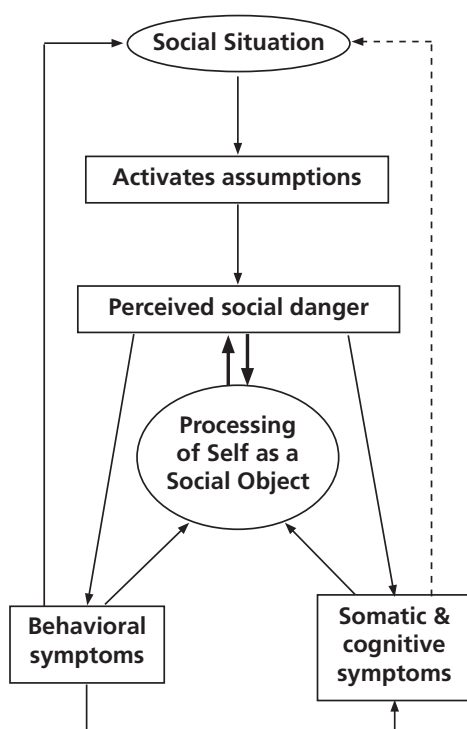 Social Situation
Activates assumptions
Perceived social danger
Processing
of Self as a
Social Object
Behavioral
symptoms
Somatic &
cognitive
symptoms